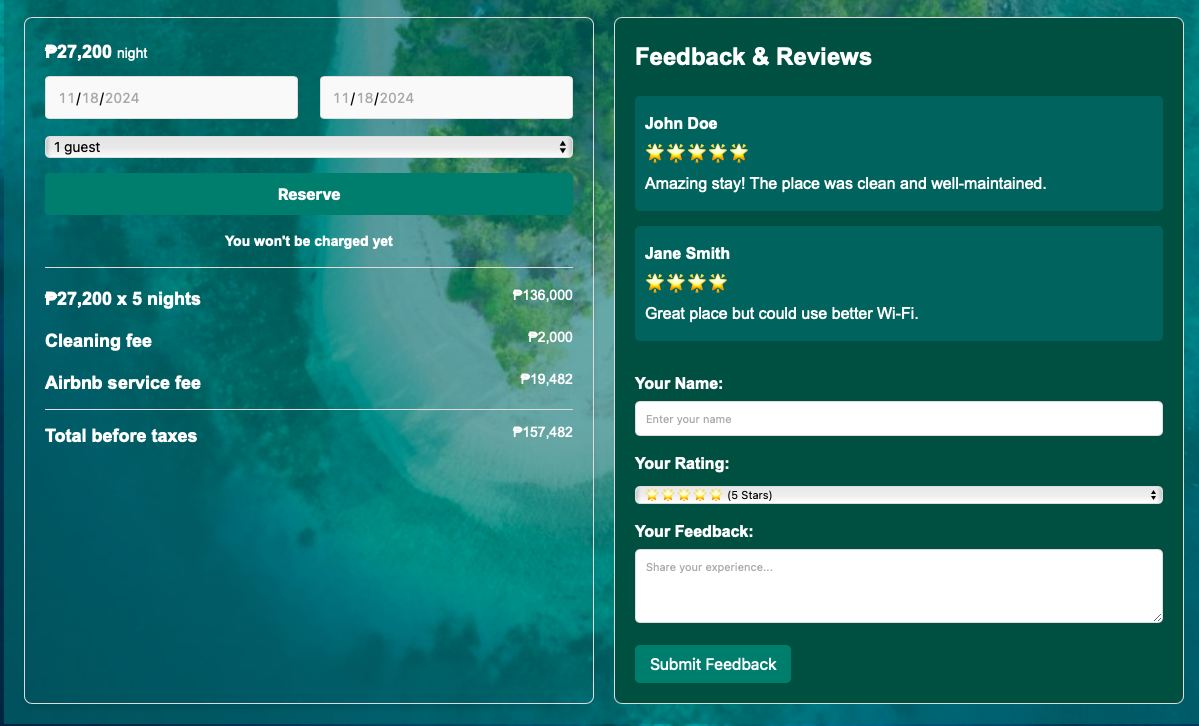 ₱27,200 night
11/18/2024 11/18/2024
1 guest
Reserve
You won't be charged yet
₱27,200 x 5 nights ₱136,000
Cleaning fee ₱2,000
Airbnb service fee ₱19,482
Total before taxes ₱157,482
Feedback & Reviews
John Doe
🌟🌟🌟🌟🌟
Amazing stay! The place was clean and well-maintained.
Jane Smith
🌟🌟🌟🌟
Great place but could use better Wi-Fi.
Your Name:
Enter your name
Your Rating:
🌟🌟🌟🌟🌟 (5 Stars)
Your Feedback:
Share your experience...
Submit Feedback